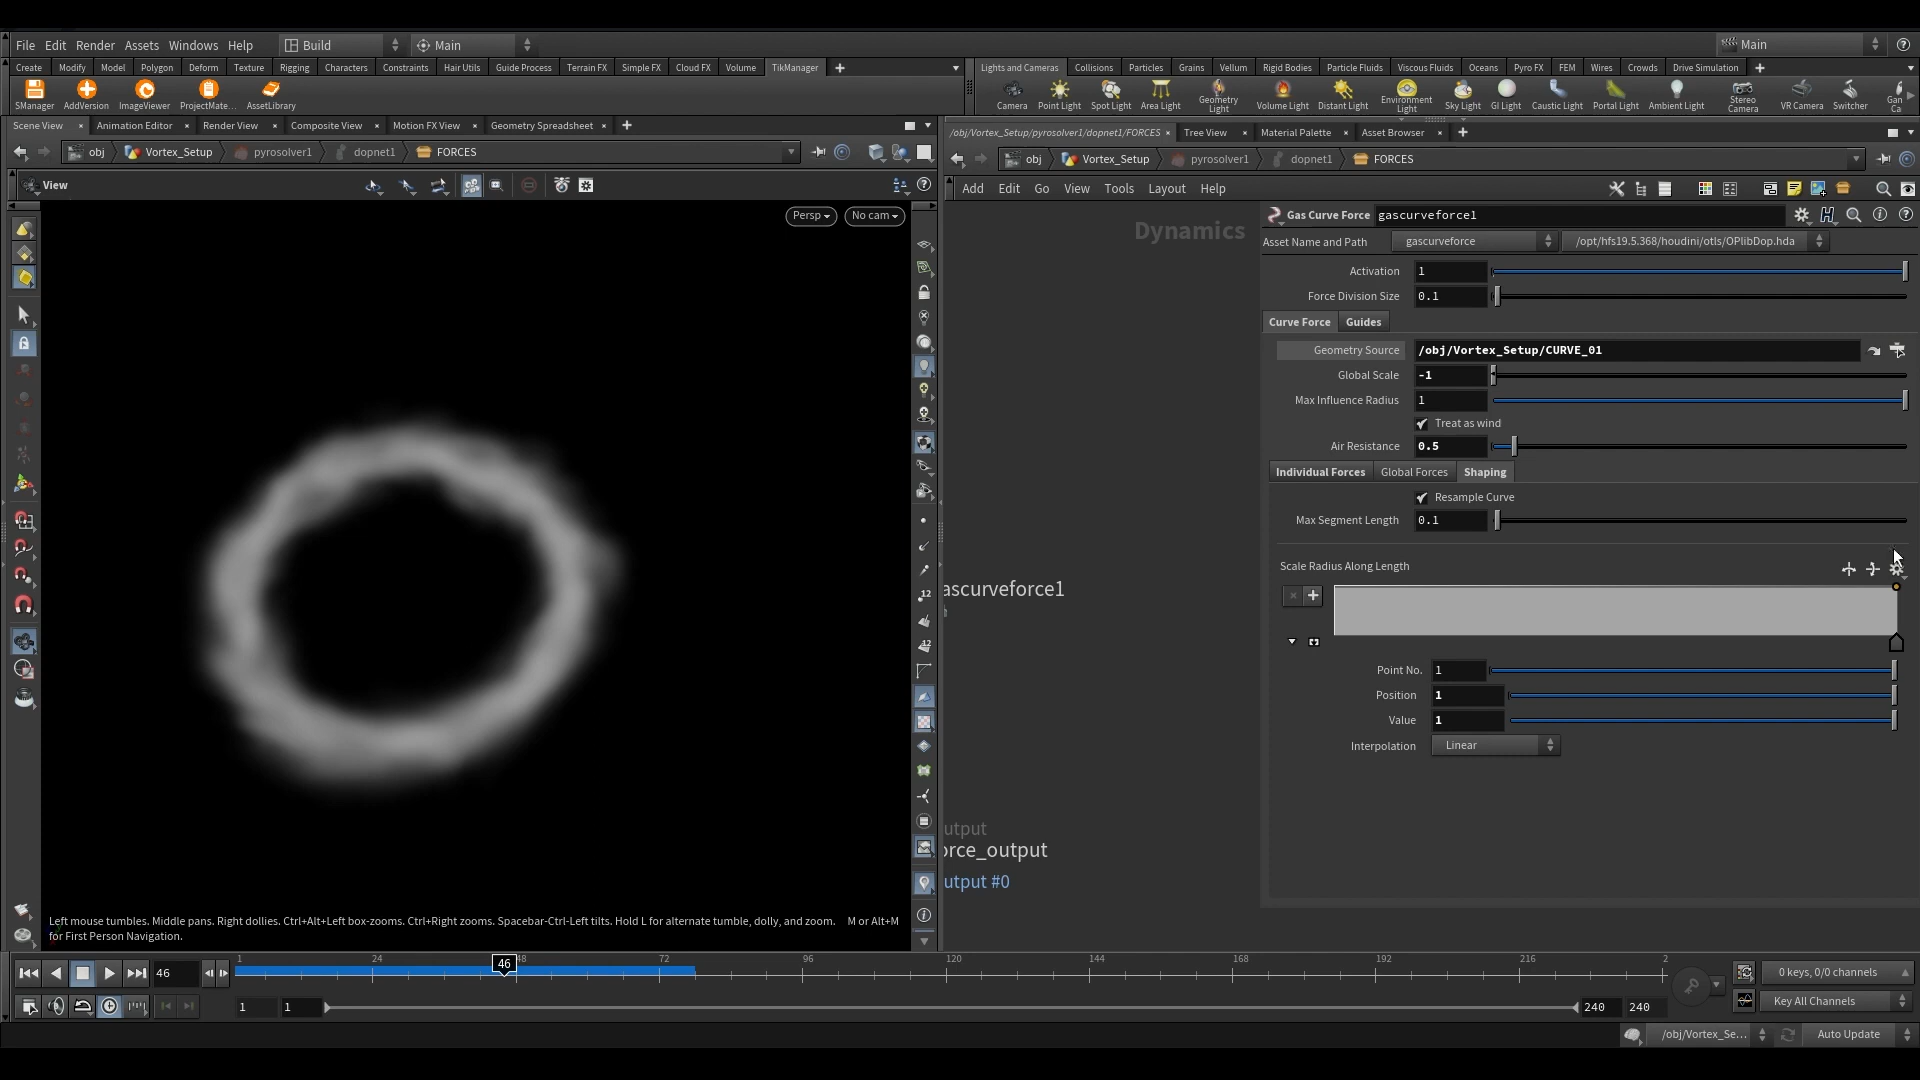 File Edit Render Assets Windows Help Build Main Main
Create Modify Model Polygon Deform Texture Rigging Characters Constraints Hair Utils Guide Process Terrain FX Simple FX Cloud FX Volume TikManager
Lights and Cameras Collisions Particles Grains Vellum Rigid Bodies Particle Fluids Viscous Fluids Oceans Pyro FX FEM Wires Crowds Drive Simulation
SManager AddVersion ImageViewer ProjectMate... AssetLibrary
Camera Point Light Spot Light Area Light Geometry Light Volume Light Distant Light Environment Light Sky Light GI Light Caustic Light Portal Light Ambient Light Stereo Camera VR Camera Switcher Gan Ca
Scene View Animation Editor Render View Composite View Motion FX View Geometry Spreadsheet
/obj/Vortex_Setup/pyrosolver1/dopnet1/FORCES Tree View Material Palette Asset Browser
obj Vortex_Setup pyrosolver1 dopnet1 FORCES
obj Vortex_Setup pyrosolver1 dopnet1 FORCES
View
Add Edit Go View Tools Layout Help
Persp No cam
Dynamics
Gas Curve Force gascurveforce1
Asset Name and Path gascurveforce /opt/hfs19.5.368/houdini/otls/OPlibDop.hda
Activation 1
Force Division Size 0.1
Curve Force Guides
Geometry Source /obj/Vortex_Setup/CURVE_01
Global Scale -1
Max Influence Radius 1
Treat as wind
Air Resistance 0.5
Individual Forces Global Forces Shaping
Resample Curve
Max Segment Length 0.1
Scale Radius Along Length
ascurveforce1
Point No. 1
Position 1
Value 1
Interpolation Linear
utput
orce_output
utput #0
12
12
Left mouse tumbles. Middle pans. Right dollies. Ctrl+Alt+Left box-zooms. Ctrl+Right zooms. Spacebar-Ctrl-Left tilts. Hold L for alternate tumble, dolly, and zoom. M or Alt+M
for First Person Navigation.
46
1 24 46 48 72 96 120 144 168 192 216 2
0 keys, 0/0 channels
1 1 240 240
Key All Channels
/obj/Vortex_Se... Auto Update